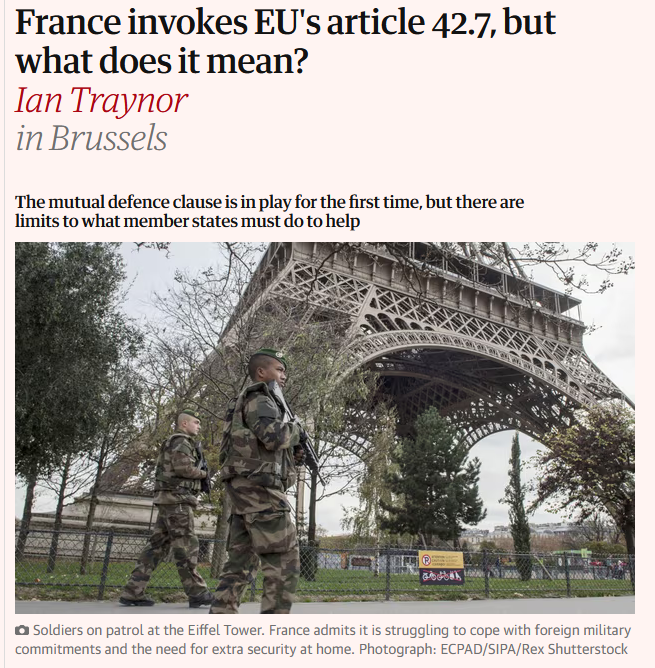 France invokes EU's article 42.7, but
what does it mean?
Ian Traynor
in Brussels
The mutual defence clause is in play for the first time, but there are
limits to what member states must do to help
Soldiers on patrol at the Eiffel Tower. France admits it is struggling to cope with foreign military
commitments and the need for extra security at home. Photograph: ECPAD/SIPA/Rex Shutterstock